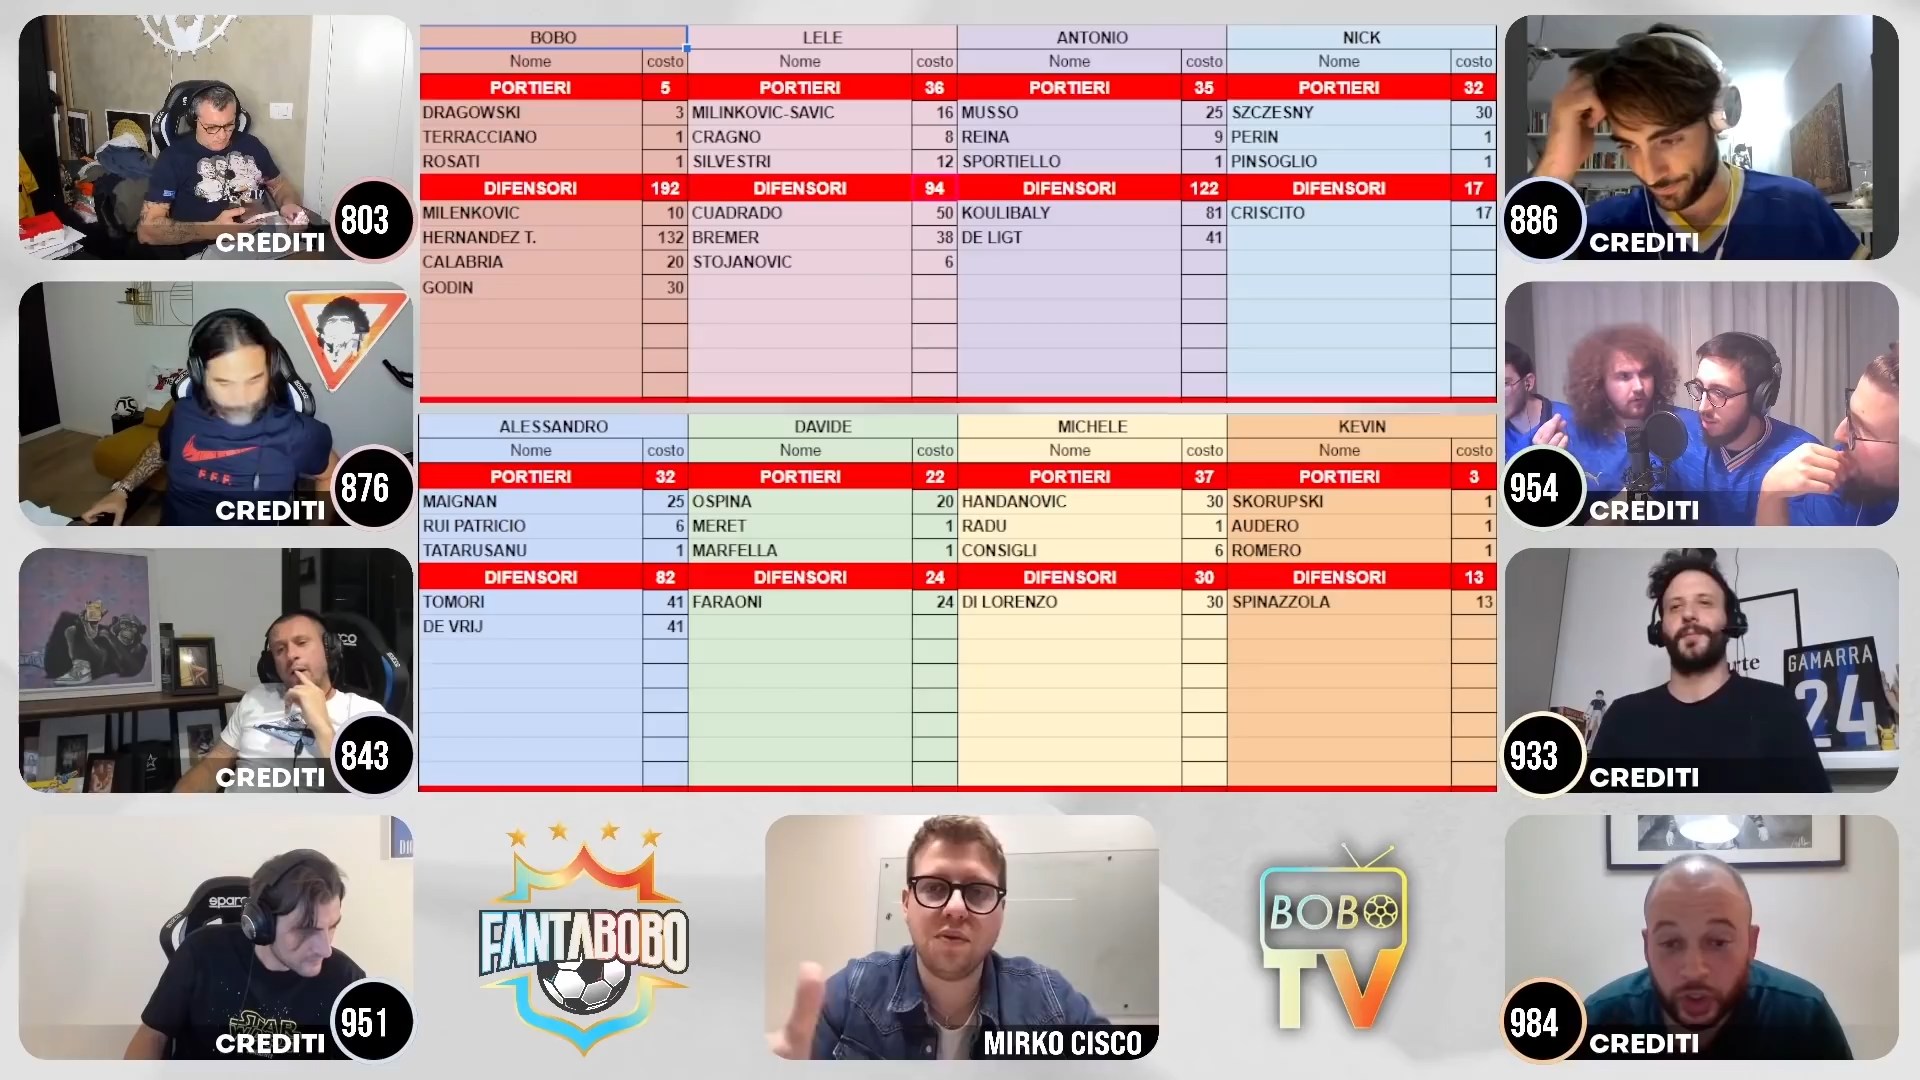 BOBO LELE ANTONIO NICK
Nome costo Nome costo Nome costo Nome costo
PORTIERI 5 PORTIERI 36 PORTIERI 35 PORTIERI 32
DRAGOWSKI 3 MILINKOVIC-SAVIC 16 MUSSO 25 SZCZESNY 30
TERRACCIANO 1 CRAGNO 8 REINA 9 PERIN 1
ROSATI 1 SILVESTRI 12 SPORTIELLO 1 PINSOGLIO 1
DIFENSORI 192 DIFENSORI 94 DIFENSORI 122 DIFENSORI 17
MILENKOVIC 10 CUADRADO 50 KOULIBALY 81 CRISCITO 17
HERNANDEZ T. 132 BREMER 38 DE LIGT 41
CALABRIA 20 STOJANOVIC 6
GODIN 30
803
CREDITI
886
CREDITI
876
CREDITI
954
CREDITI
ALESSANDRO DAVIDE MICHELE KEVIN
Nome costo Nome costo Nome costo Nome costo
PORTIERI 32 PORTIERI 22 PORTIERI 37 PORTIERI 3
MAIGNAN 25 OSPINA 20 HANDANOVIC 30 SKORUPSKI 1
RUI PATRICIO 6 MERET 1 RADU 1 AUDERO 1
TATARUSANU 1 MARFELLA 1 CONSIGLI 6 ROMERO 1
DIFENSORI 82 DIFENSORI 24 DIFENSORI 30 DIFENSORI 13
TOMORI 41 FARAONI 24 DI LORENZO 30 SPINAZZOLA 13
DE VRIJ 41
843
CREDITI
GAMARRA
24
933
CREDITI
951
CREDITI
FANTABOBO
MIRKO CISCO
BOBO
TV
984
CREDITI
F.F.F.
STAR